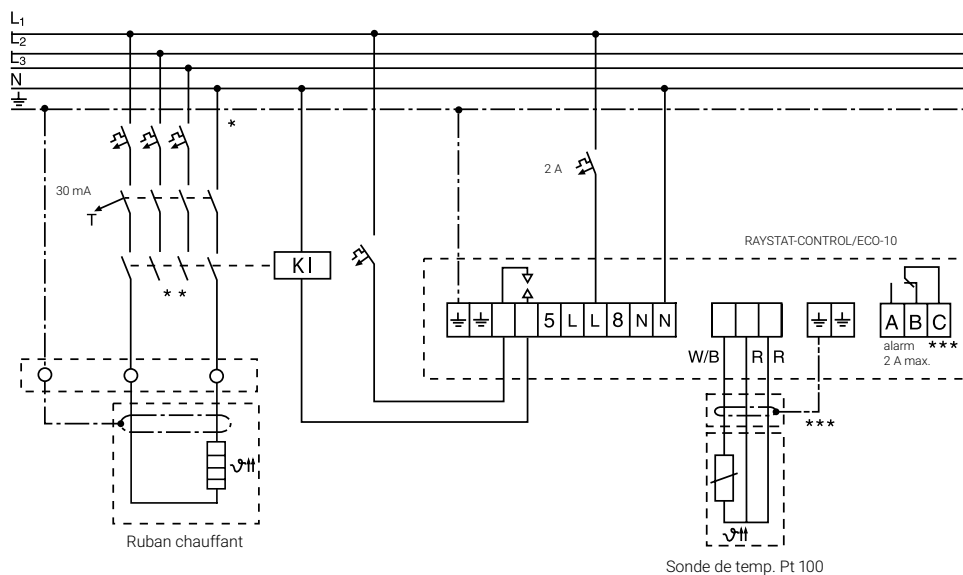 L1
L2
L3
N
*
30 mA
T
2 A
RAYSTAT-CONTROL/ECO-10
KI
* *
5 L L 8 N N
A B C
W/B R R
alarm ***
2 A max.
***
ϑ
ϑ
Ruban chauffant
Sonde de temp. Pt 100